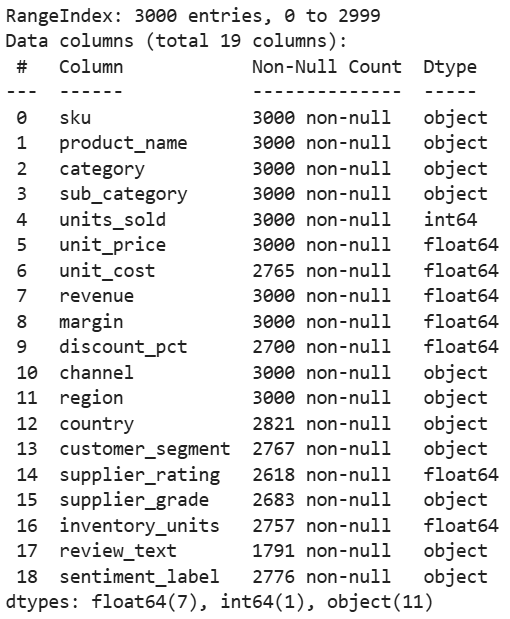 RangeIndex: 3000 entries, 0 to 2999
Data columns (total 19 columns):
 #   Column            Non-Null Count  Dtype
---  ------            --------------  -----
 0   sku               3000 non-null   object
 1   product_name      3000 non-null   object
 2   category          3000 non-null   object
 3   sub_category      3000 non-null   object
 4   units_sold        3000 non-null   int64
 5   unit_price        3000 non-null   float64
 6   unit_cost         2765 non-null   float64
 7   revenue           3000 non-null   float64
 8   margin            3000 non-null   float64
 9   discount_pct      2700 non-null   float64
 10  channel           3000 non-null   object
 11  region            3000 non-null   object
 12  country           2821 non-null   object
 13  customer_segment  2767 non-null   object
 14  supplier_rating   2618 non-null   float64
 15  supplier_grade    2683 non-null   object
 16  inventory_units   2757 non-null   float64
 17  review_text       1791 non-null   object
 18  sentiment_label   2776 non-null   object
dtypes: float64(7), int64(1), object(11)